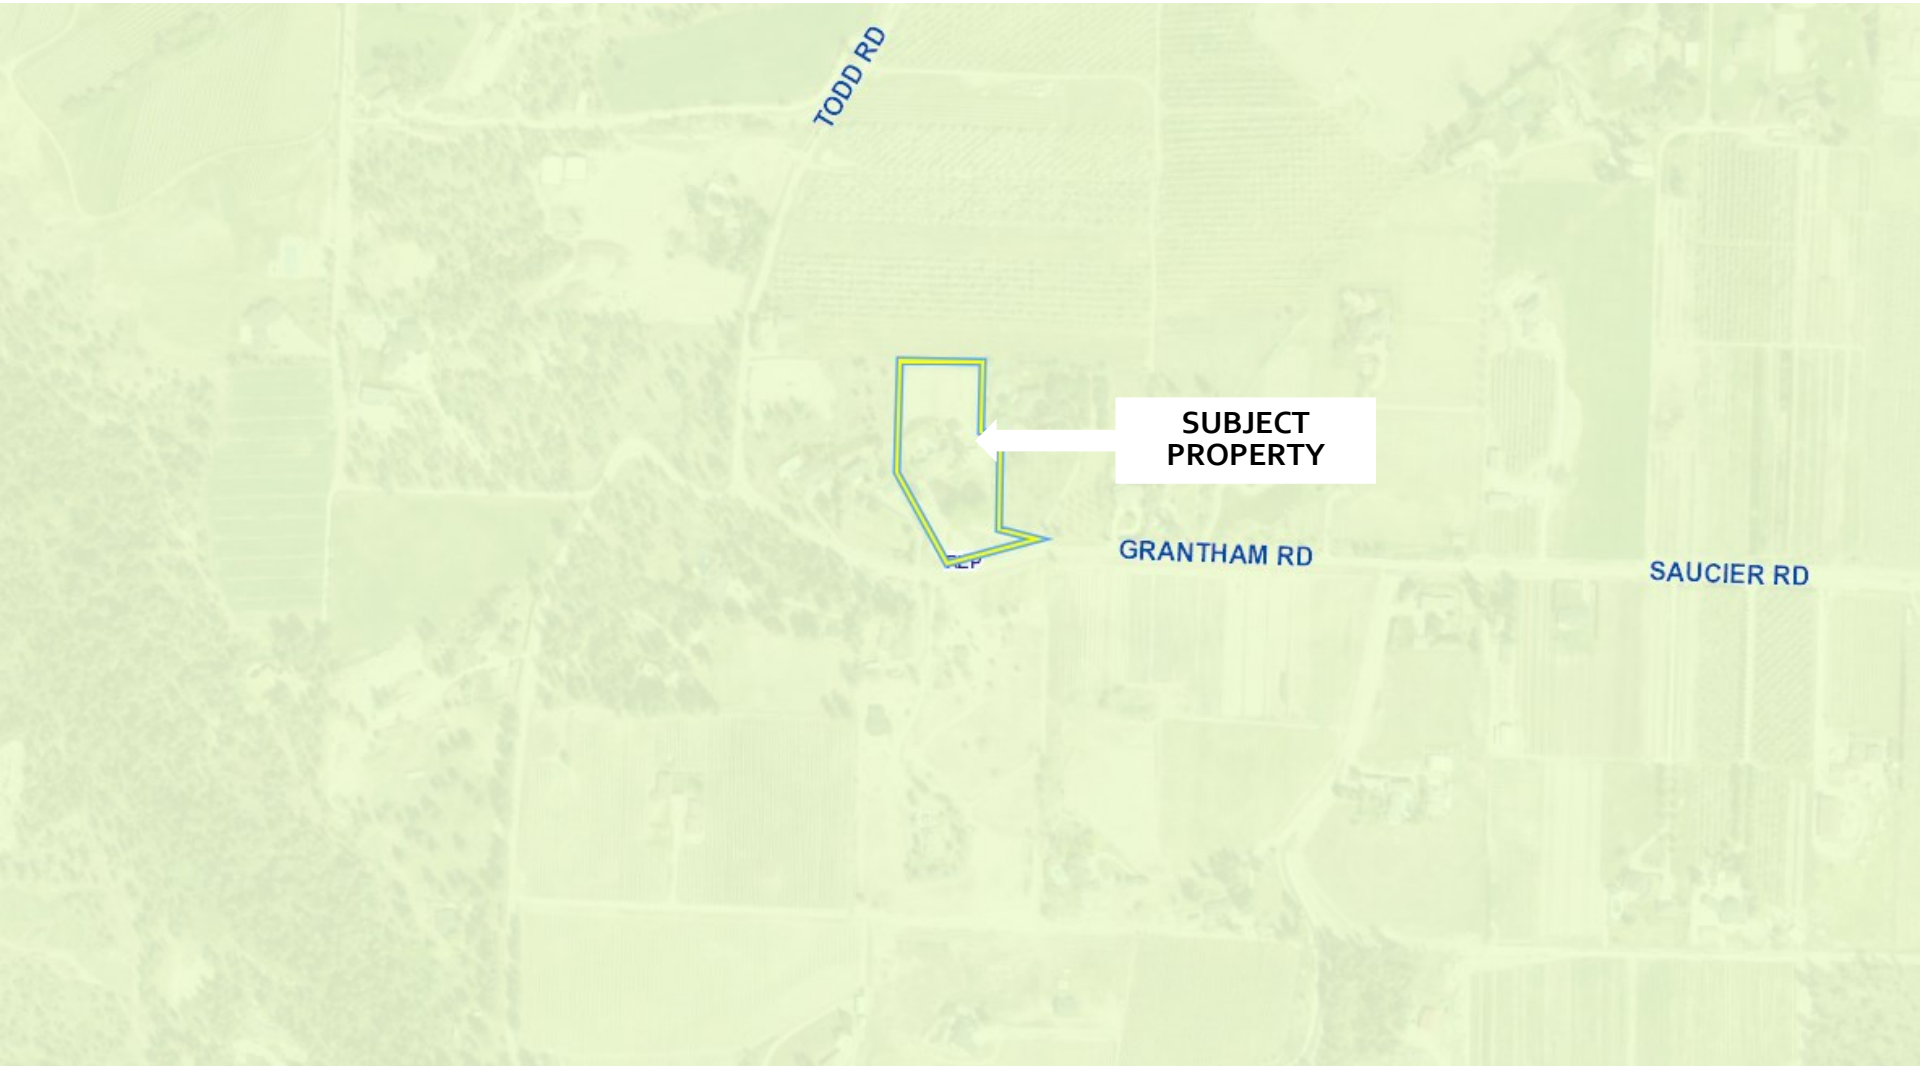 TODD RD
SUBJECT
PROPERTY
GRANTHAM RD
SAUCIER RD